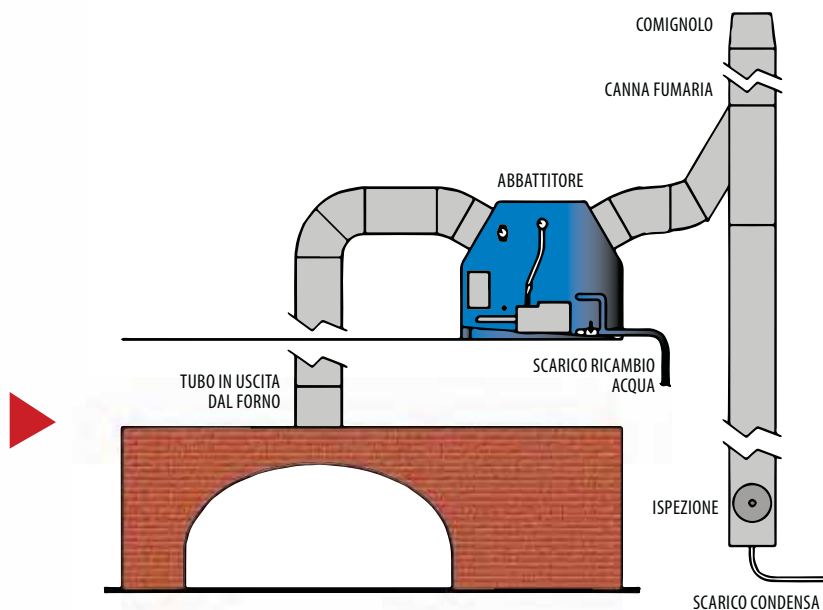 COMIGNOLO
CANNA FUMARIA
ABBATTITORE
SCARICO RICAMBIO
ACQUA
TUBO IN USCITA
DAL FORNO
ISPEZIONE
SCARICO CONDENSA